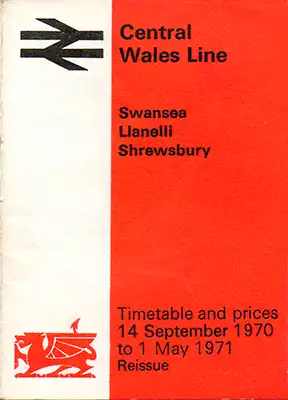 Central
Wales Line
Swansea
Llanelli
Shrewsbury
Timetable and prices
14 September 1970
to 1 May 1971
Reissue